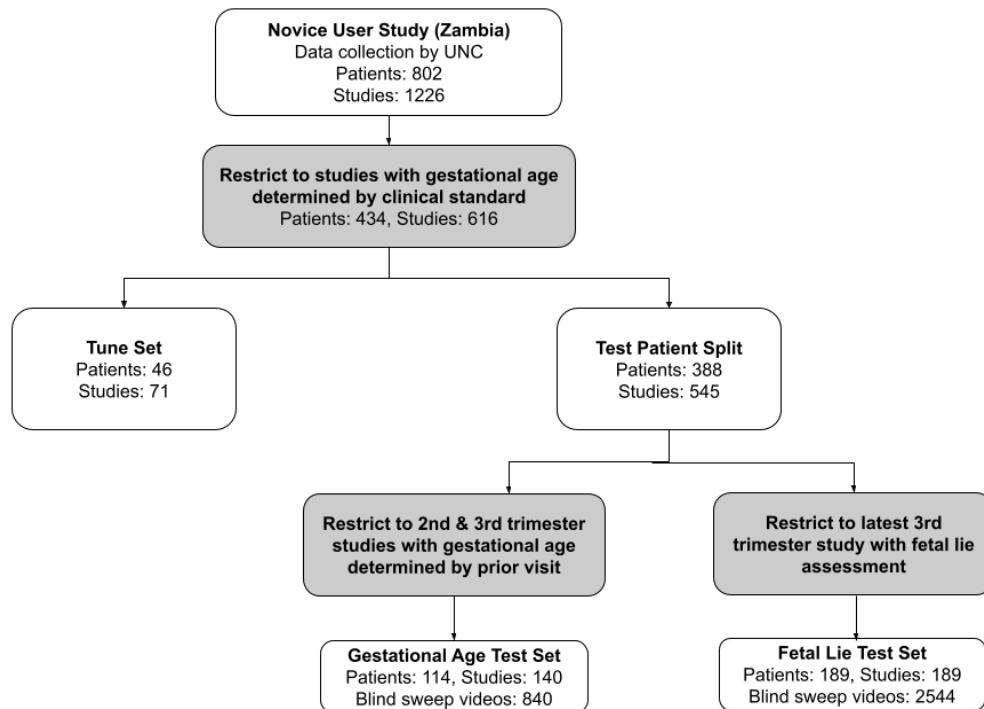 Novice User Study (Zambia)
Data collection by UNC
Patients: 802
Studies: 1226
Restrict to studies with gestational age
determined by clinical standard
Patients: 434, Studies: 616
Tune Set
Patients: 46
Studies: 71
Test Patient Split
Patients: 388
Studies: 545
Restrict to 2nd & 3rd trimester
studies with gestational age
determined by prior visit
Restrict to latest 3rd
trimester study with fetal lie
assessment
Gestational Age Test Set
Patients: 114, Studies: 140
Blind sweep videos: 840
Fetal Lie Test Set
Patients: 189, Studies: 189
Blind sweep videos: 2544